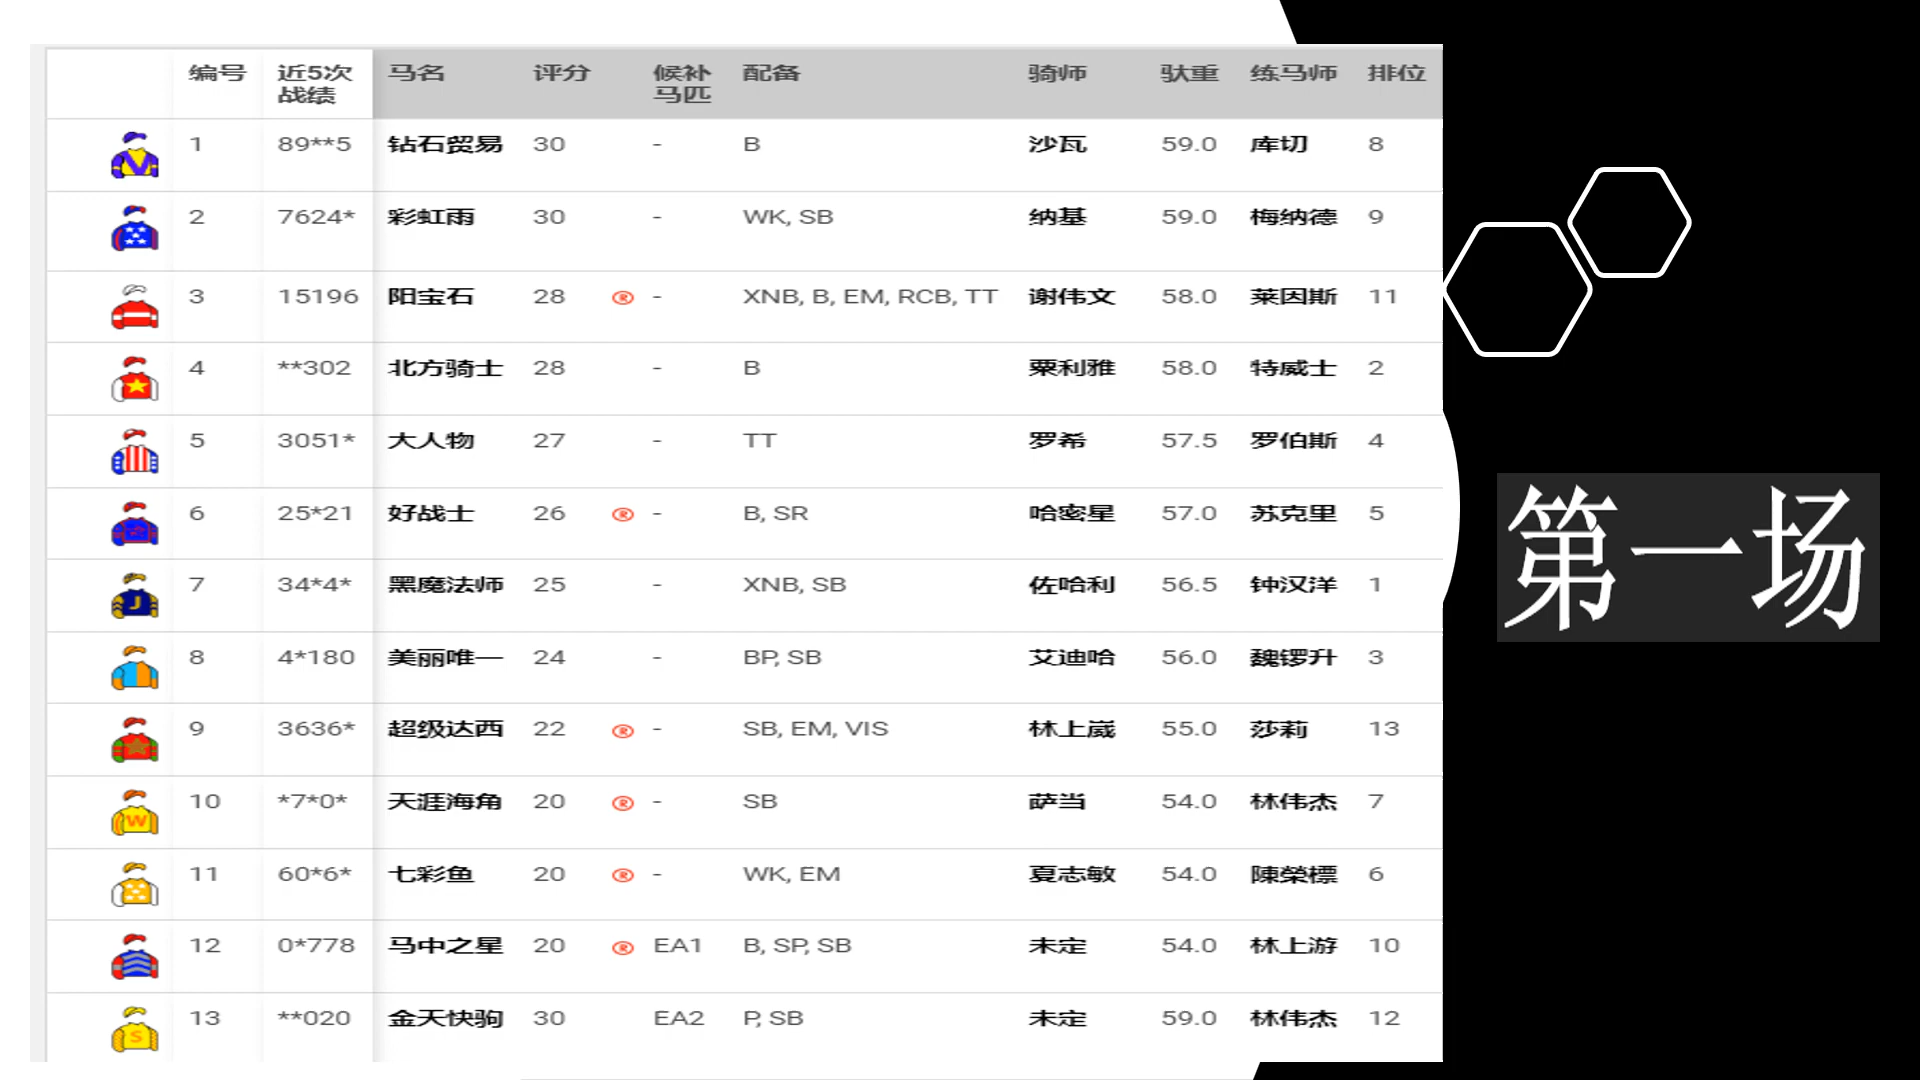 编号 近5次战绩 马名 评分 候补马匹 配备 骑师 驮重 练马师 排位
1 89**5 钻石贸易 30 - B 沙瓦 59.0 库切 8
2 7624* 彩虹雨 30 - WK, SB 纳基 59.0 梅纳德 9
3 15196 阳宝石 28 ® - XNB, B, EM, RCB, TT 谢伟文 58.0 莱因斯 11
4 **302 北方骑士 28 - B 粟利雅 58.0 特威士 2
5 3051* 大人物 27 - TT 罗希 57.5 罗伯斯 4
6 25*21 好战士 26 ® - B, SR 哈密星 57.0 苏克里 5
7 34*4* 黑魔法师 25 - XNB, SB 佐哈利 56.5 钟汉洋 1
8 4*180 美丽唯一 24 - BP, SB 艾迪哈 56.0 魏锣升 3
9 3636* 超级达西 22 ® - SB, EM, VIS 林上崴 55.0 莎莉 13
10 *7*0* 天涯海角 20 ® - SB 萨当 54.0 林伟杰 7
11 60*6* 七彩鱼 20 ® - WK, EM 夏志敏 54.0 陳榮標 6
12 0*778 马中之星 20 ® EA1 B, SP, SB 未定 54.0 林上游 10
13 **020 金天快驹 30 EA2 P, SB 未定 59.0 林伟杰 12
J
W
S
第一场